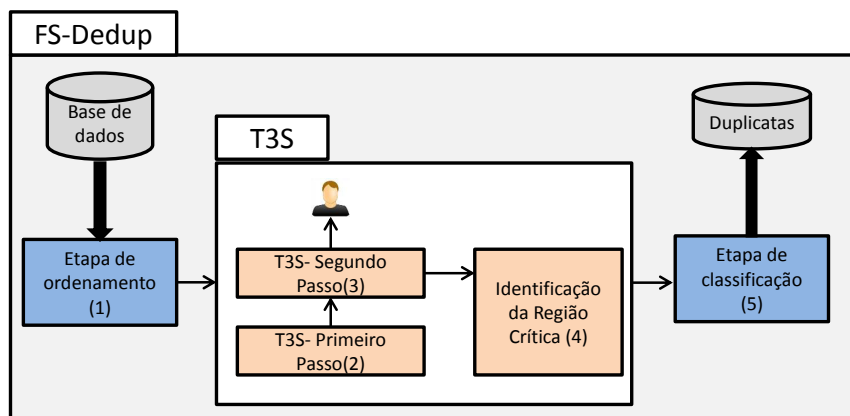 FS-Dedup
Base de
dados
T3S
Duplicatas
Etapa de
ordenamento
(1)
T3S- Segundo
Passo(3)
T3S- Primeiro
Passo(2)
Identificação
da Região
Crítica (4)
Etapa de
classificação
(5)